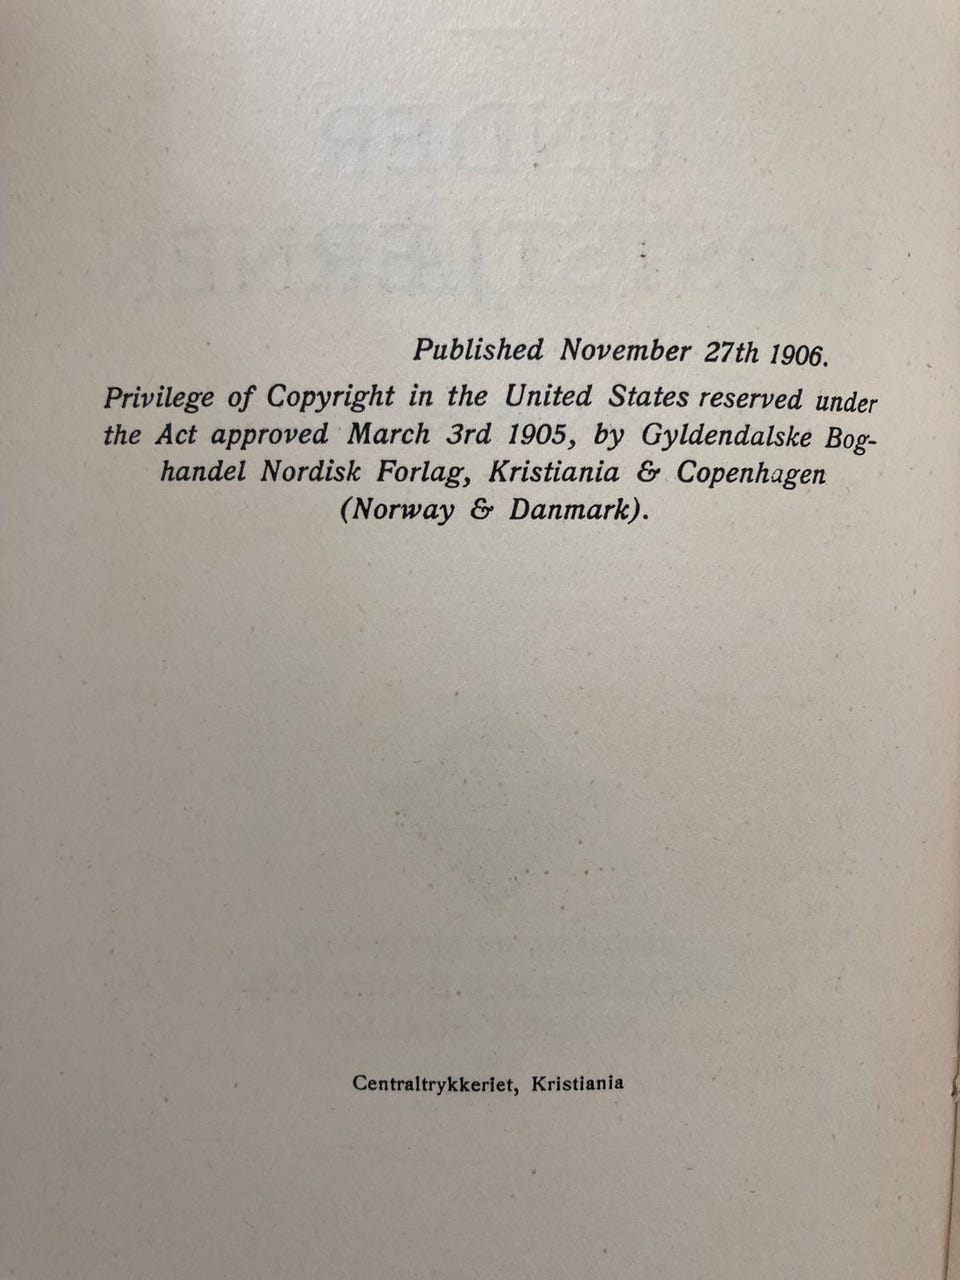 Published November 27th 1906.
Privilege of Copyright in the United States reserved under
the Act approved March 3rd 1905, by Gyldendalske Bog-
handel Nordisk Forlag, Kristiania & Copenhagen
(Norway & Danmark).
Centraltrykkeriet, Kristiania